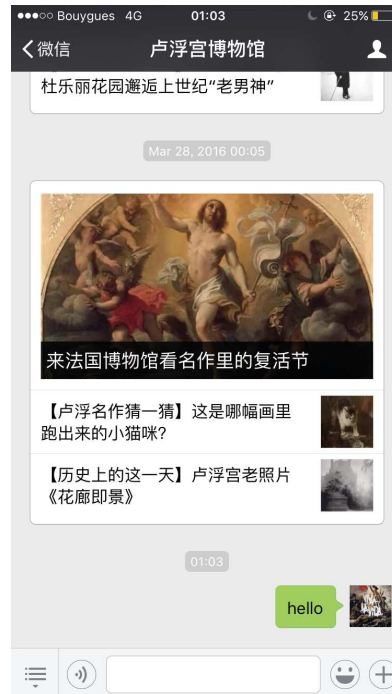 Bouygues 4G 01:03 25%
微信 卢浮宫博物馆
杜乐丽花园邂逅上世纪“老男神”
Mar 28, 2016 00:05
来法国博物馆看名作里的复活节
【卢浮名作猜一猜】这是哪幅画里
跑出来的小猫咪?
【历史上的这一天】卢浮宫老照片
《花廊即景》
01:03
hello
VIVA
LA VIDA